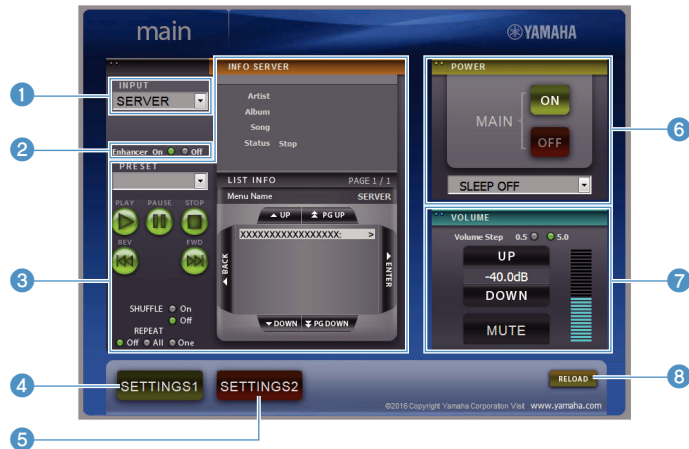 main
YAMAHA
1
INPUT
SERVER
2
Enhancer On Off
PRESET
3
PLAY PAUSE STOP
REV FWD
SHUFFLE On
Off
REPEAT
Off All One
INFO SERVER
Artist
Album
Song
Status Stop
LIST INFO PAGE 1 / 1
Menu Name SERVER
UP PG UP
BACK
XXXXXXXXXXXXXXXXX: >
ENTER
DOWN PG DOWN
POWER
MAIN
ON
OFF
6
SLEEP OFF
VOLUME
Volume Step 0.5 5.0
UP
-40.0dB
DOWN
MUTE
7
4
SETTINGS1
SETTINGS2
5
RELOAD
8
©2016 Copyright Yamaha Corporaton Visit www.yamaha.com